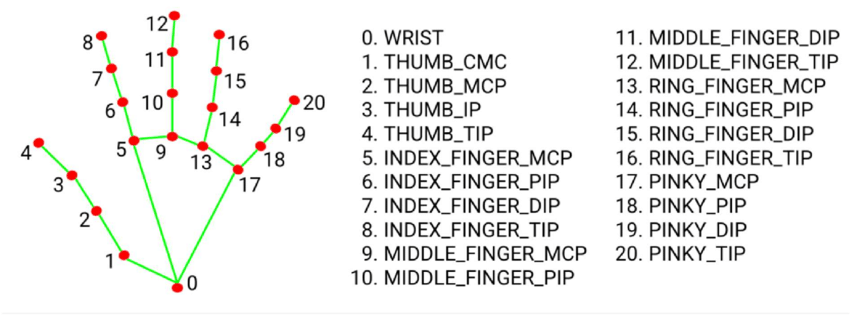 12
8
16
11
7
15
10
20
6
14
19
4
5
9
13
18
3
17
2
1
0
0. WRIST
1. THUMB_CMC
2. THUMB_MCP
3. THUMB_IP
4. THUMB_TIP
5. INDEX_FINGER_MCP
6. INDEX_FINGER_PIP
7. INDEX_FINGER_DIP
8. INDEX_FINGER_TIP
9. MIDDLE_FINGER_MCP
10. MIDDLE_FINGER_PIP
11. MIDDLE_FINGER_DIP
12. MIDDLE_FINGER_TIP
13. RING_FINGER_MCP
14. RING_FINGER_PIP
15. RING_FINGER_DIP
16. RING_FINGER_TIP
17. PINKY_MCP
18. PINKY_PIP
19. PINKY_DIP
20. PINKY_TIP